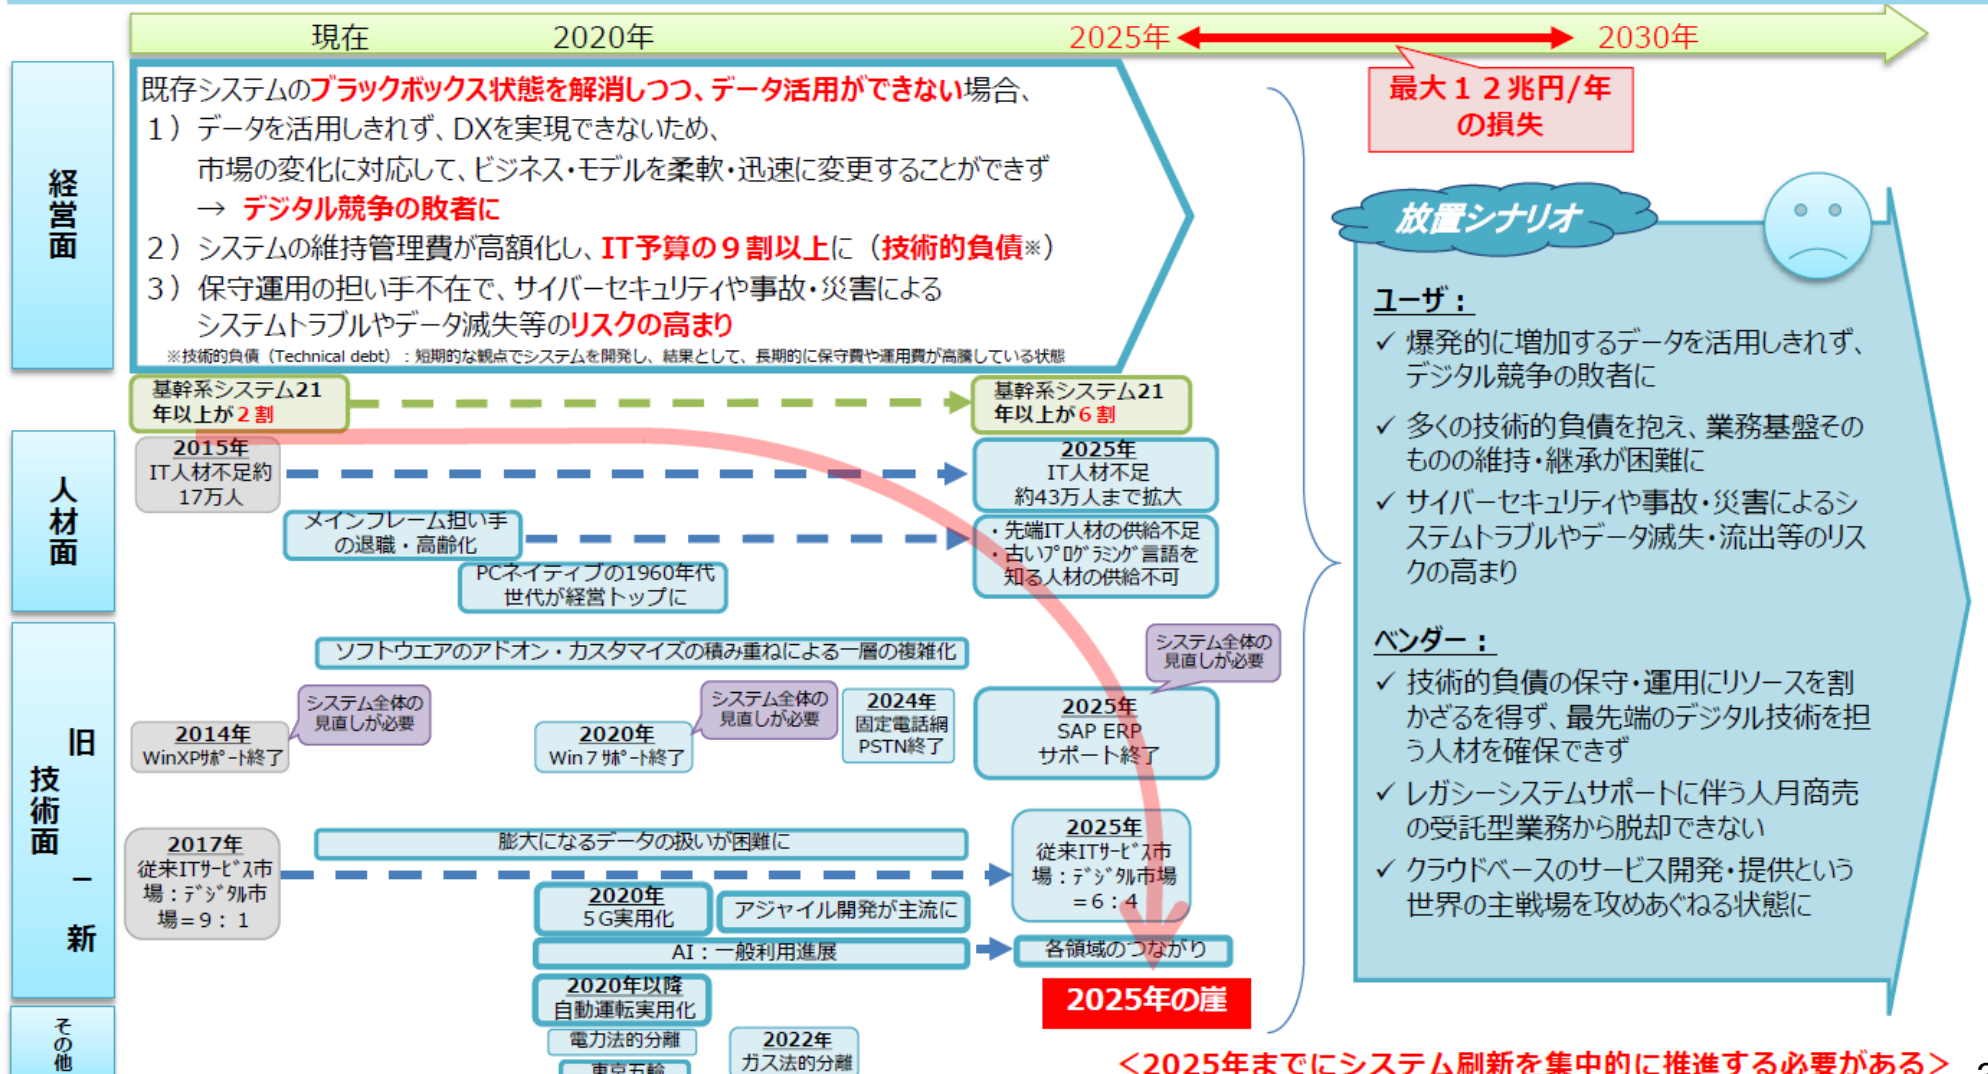 現在
2020年
2025年
2030年
最大１２兆円/年
の損失
経営面
既存システムのブラックボックス状態を解消しつつ、データ活用ができない場合、
１）データを活用しきれず、DXを実現できないため、
市場の変化に対応して、ビジネス・モデルを柔軟・迅速に変更することができず
→ デジタル競争の敗者に
２）システムの維持管理費が高額化し、IT予算の９割以上に（技術的負債※）
３）保守運用の担い手不在で、サイバーセキュリティや事故・災害による
システムトラブルやデータ滅失等のリスクの高まり
※技術的負債（Technical debt）：短期的な観点でシステムを開発し、結果として、長期的に保守費や運用費が高騰している状態
基幹系システム21
年以上が２割
基幹系システム21
年以上が６割
人材面
2015年
IT人材不足約
17万人
2025年
IT人材不足
約43万人まで拡大
メインフレーム担い手
の退職・高齢化
・先端IT人材の供給不足
・古いﾌﾟﾛｸﾞﾗﾐﾝｸﾞ言語を
知る人材の供給不可
PCネイティブの1960年代
世代が経営トップに
旧
技術面
－
新
ソフトウエアのアドオン・カスタマイズの積み重ねによる一層の複雑化
システム全体の
見直しが必要
システム全体の
見直しが必要
システム全体の
見直しが必要
2014年
WinXPｻﾎﾟｰﾄ終了
2020年
Win７ｻﾎﾟｰﾄ終了
2024年
固定電話網
PSTN終了
2025年
SAP ERP
サポート終了
2017年
従来ITｻｰﾋﾞｽ市
場：ﾃﾞｼﾞﾀﾙ市
場＝９：１
膨大になるデータの扱いが困難に
2025年
従来ITｻｰﾋﾞｽ市
場：ﾃﾞｼﾞﾀﾙ市場
＝６：４
2020年
５G実用化
アジャイル開発が主流に
AI：一般利用進展
各領域のつながり
2020年以降
自動運転実用化
2025年の崖
その他
電力法的分離
2022年
ガス法的分離
東京五輪
放置シナリオ
ユーザ：
✓ 爆発的に増加するデータを活用しきれず、
デジタル競争の敗者に
✓ 多くの技術的負債を抱え、業務基盤その
ものの維持・継承が困難に
✓ サイバーセキュリティや事故・災害によるシ
ステムトラブルやデータ滅失・流出等のリス
クの高まり
ベンダー：
✓ 技術的負債の保守・運用にリソースを割
かざるを得ず、最先端のデジタル技術を担
う人材を確保できず
✓ レガシーシステムサポートに伴う人月商売
の受託型業務から脱却できない
✓ クラウドベースのサービス開発・提供という
世界の主戦場を攻めあぐねる状態に
＜2025年までにシステム刷新を集中的に推進する必要がある＞